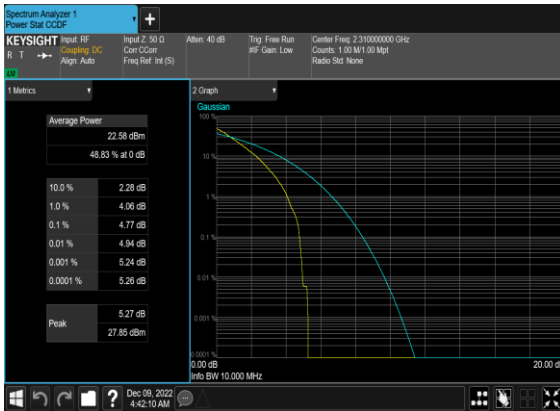 Spectrum Analyzer 1
Power Stat CCDF
+
KEYSIGHT
R T
LXI
Input: RF
Coupling: DC
Align: Auto
Input Z: 50 Ω
Corr CCorr
Freq Ref: Int (S)
Atten: 40 dB
Trig: Free Run
#IF Gain: Low
Center Freq: 2.310000000 GHz
Counts: 1.00 M/1.00 Mpt
Radio Std: None
1 Metrics
Average Power
22.58 dBm
48.83 % at 0 dB
10.0 % 2.28 dB
1.0 % 4.06 dB
0.1 % 4.77 dB
0.01 % 4.94 dB
0.001 % 5.24 dB
0.0001 % 5.26 dB
Peak 5.27 dB
27.85 dBm
2 Graph
Gaussian
100 %
10 %
1 %
0.1 %
0.01 %
0.001 %
0.0001 %
0.00 dB
20.00 d
Info BW 10.000 MHz
?
Dec 09, 2022
4:42:10 AM